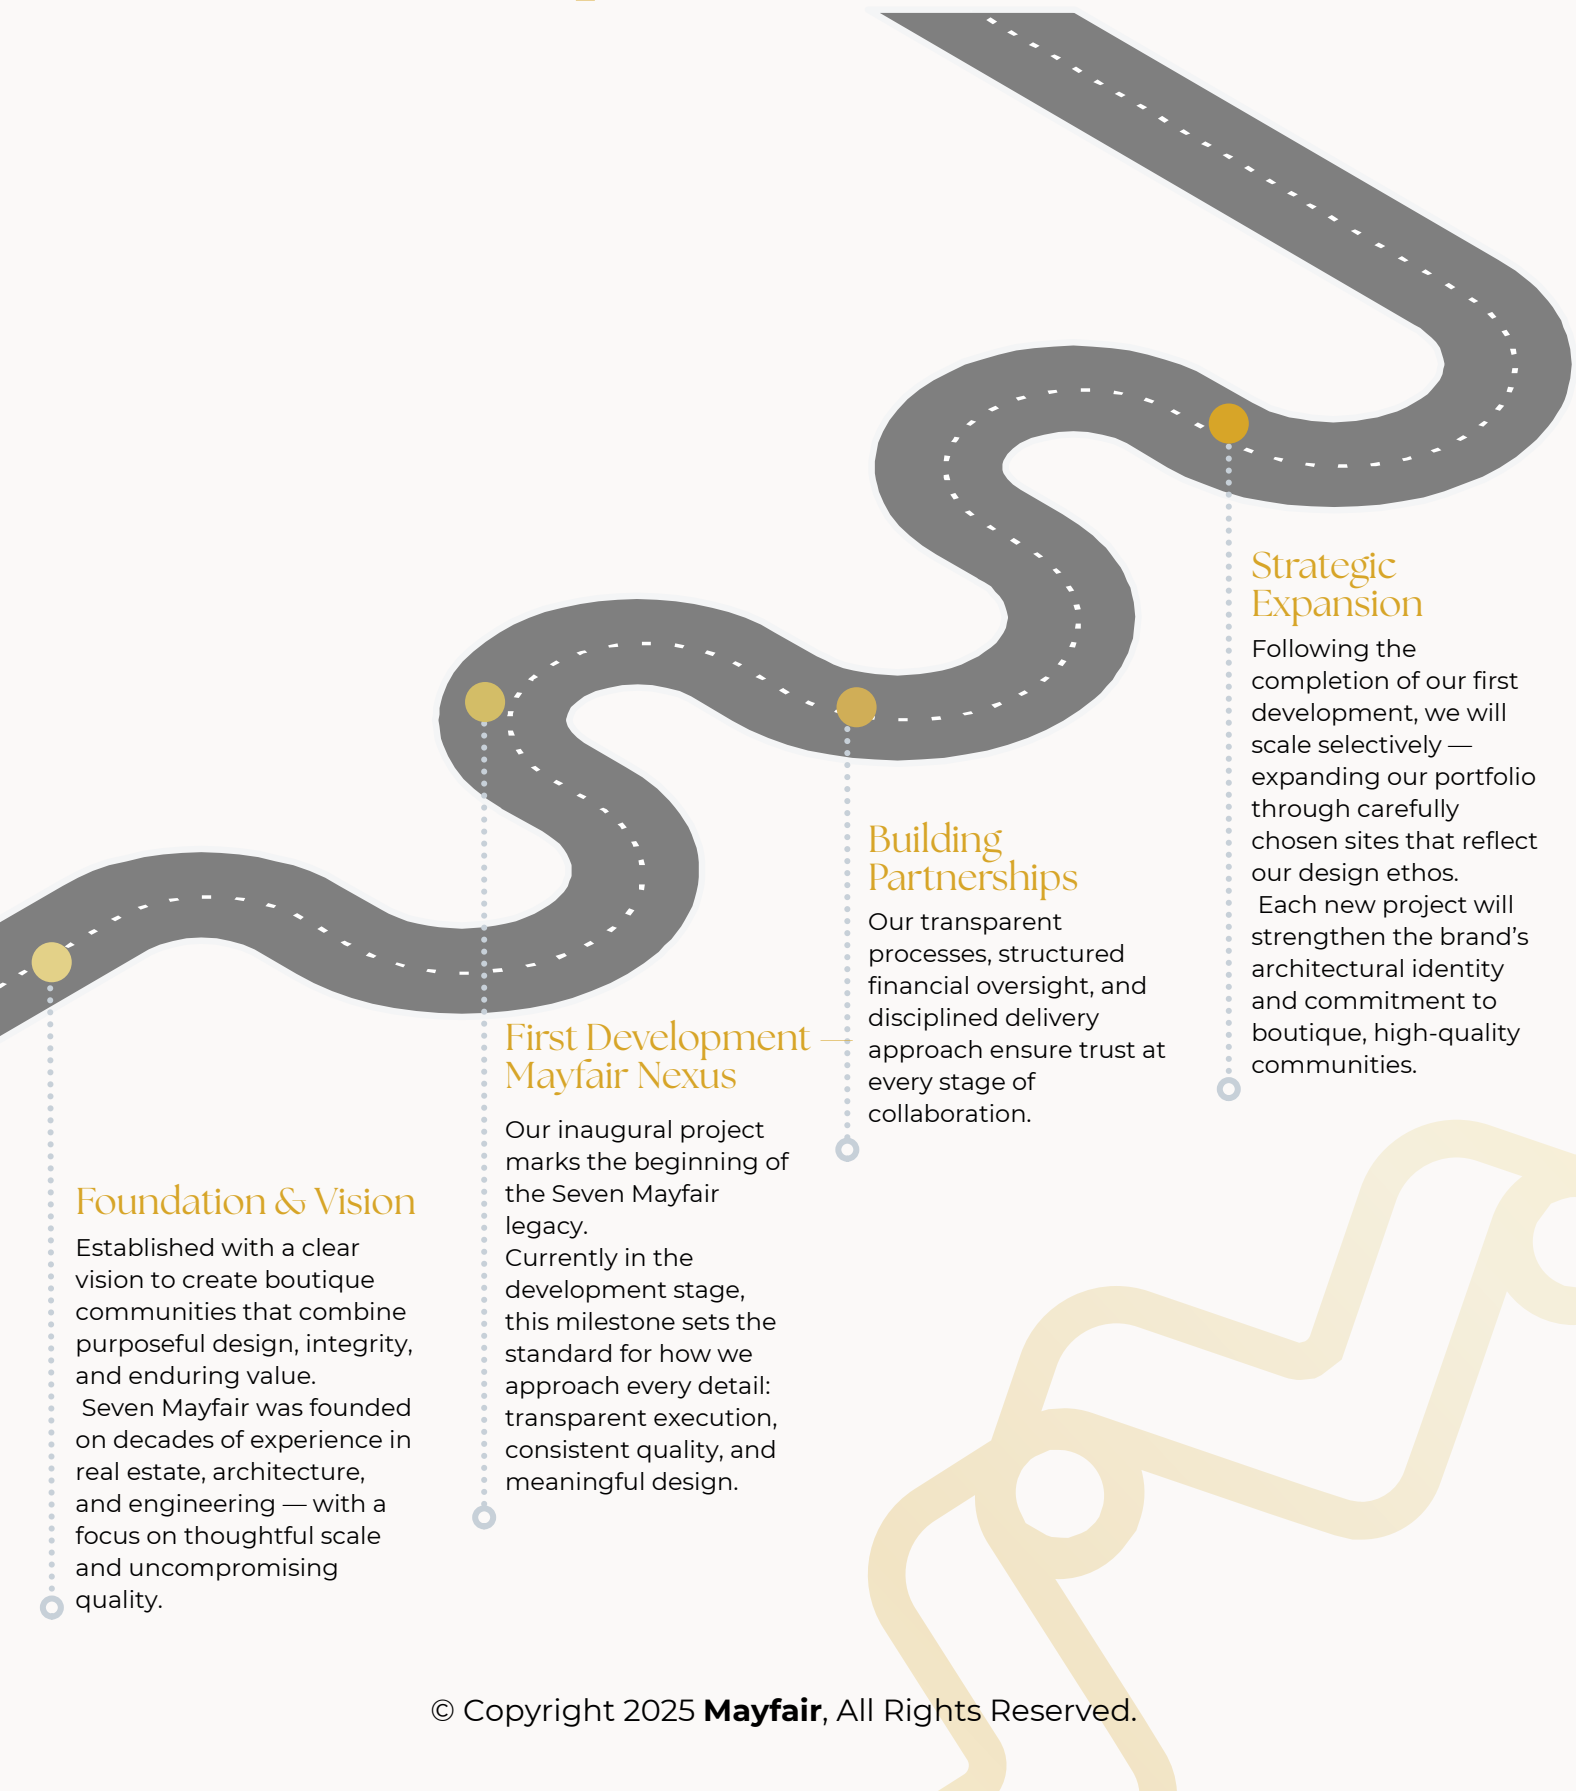 Foundation & Vision
Established with a clear
vision to create boutique
communities that combine
purposeful design, integrity,
and enduring value.
Seven Mayfair was founded
on decades of experience in
real estate, architecture,
and engineering — with a
focus on thoughtful scale
and uncompromising
quality.
First Development —
Mayfair Nexus
Our inaugural project
marks the beginning of
the Seven Mayfair
legacy.
Currently in the
development stage,
this milestone sets the
standard for how we
approach every detail:
transparent execution,
consistent quality, and
meaningful design.
Building
Partnerships
Our transparent
processes, structured
financial oversight, and
disciplined delivery
approach ensure trust at
every stage of
collaboration.
Strategic
Expansion
Following the
completion of our first
development, we will
scale selectively —
expanding our portfolio
through carefully
chosen sites that reflect
our design ethos.
Each new project will
strengthen the brand’s
architectural identity
and commitment to
boutique, high-quality
communities.
© Copyright 2025 Mayfair, All Rights Reserved.